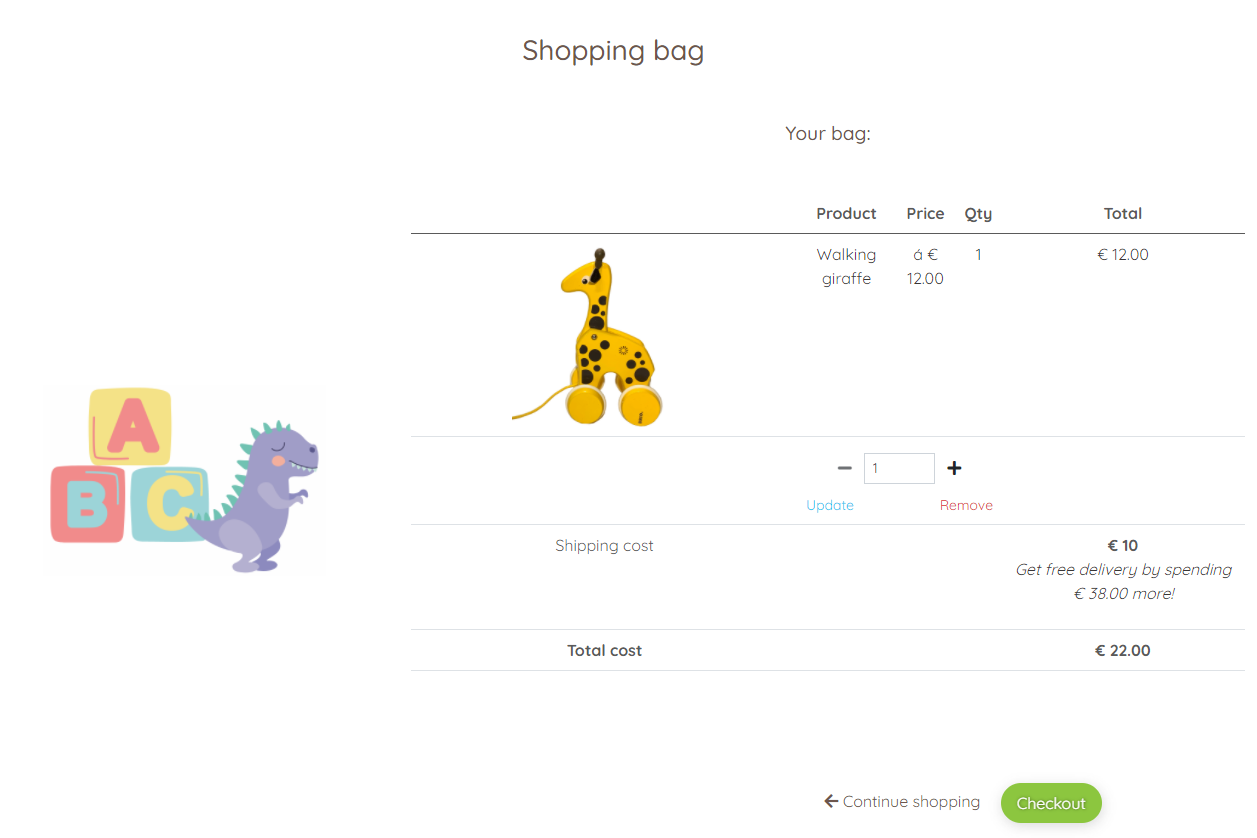 Shopping bag
Your bag:
Product Price Qty Total
Walking á € 1 € 12.00
giraffe 12.00
A
B C
1
Update Remove
Shipping cost € 10
Get free delivery by spending
€ 38.00 more!
Total cost € 22.00
Continue shopping Checkout